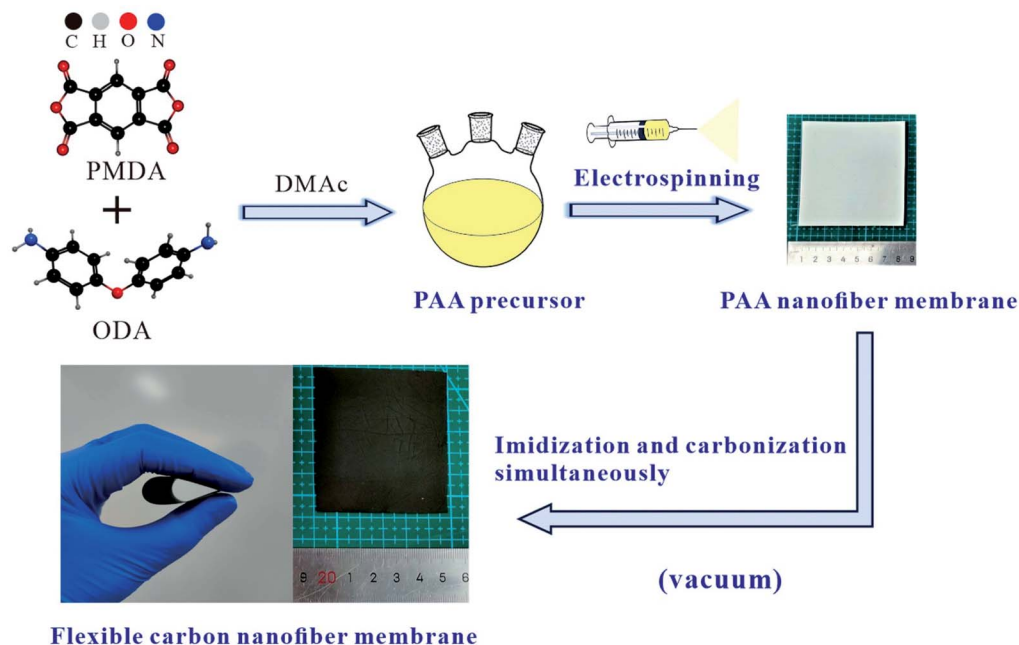 C H O N
PMDA
+
ODA
DMAc
PAA precursor
Electrospinning
1 2 3 4 5 6 7 8 9
PAA nanofiber membrane
Imidization and carbonization
simultaneously
(vacuum)
20 1 2 3 4 5 6
Flexible carbon nanofiber membrane